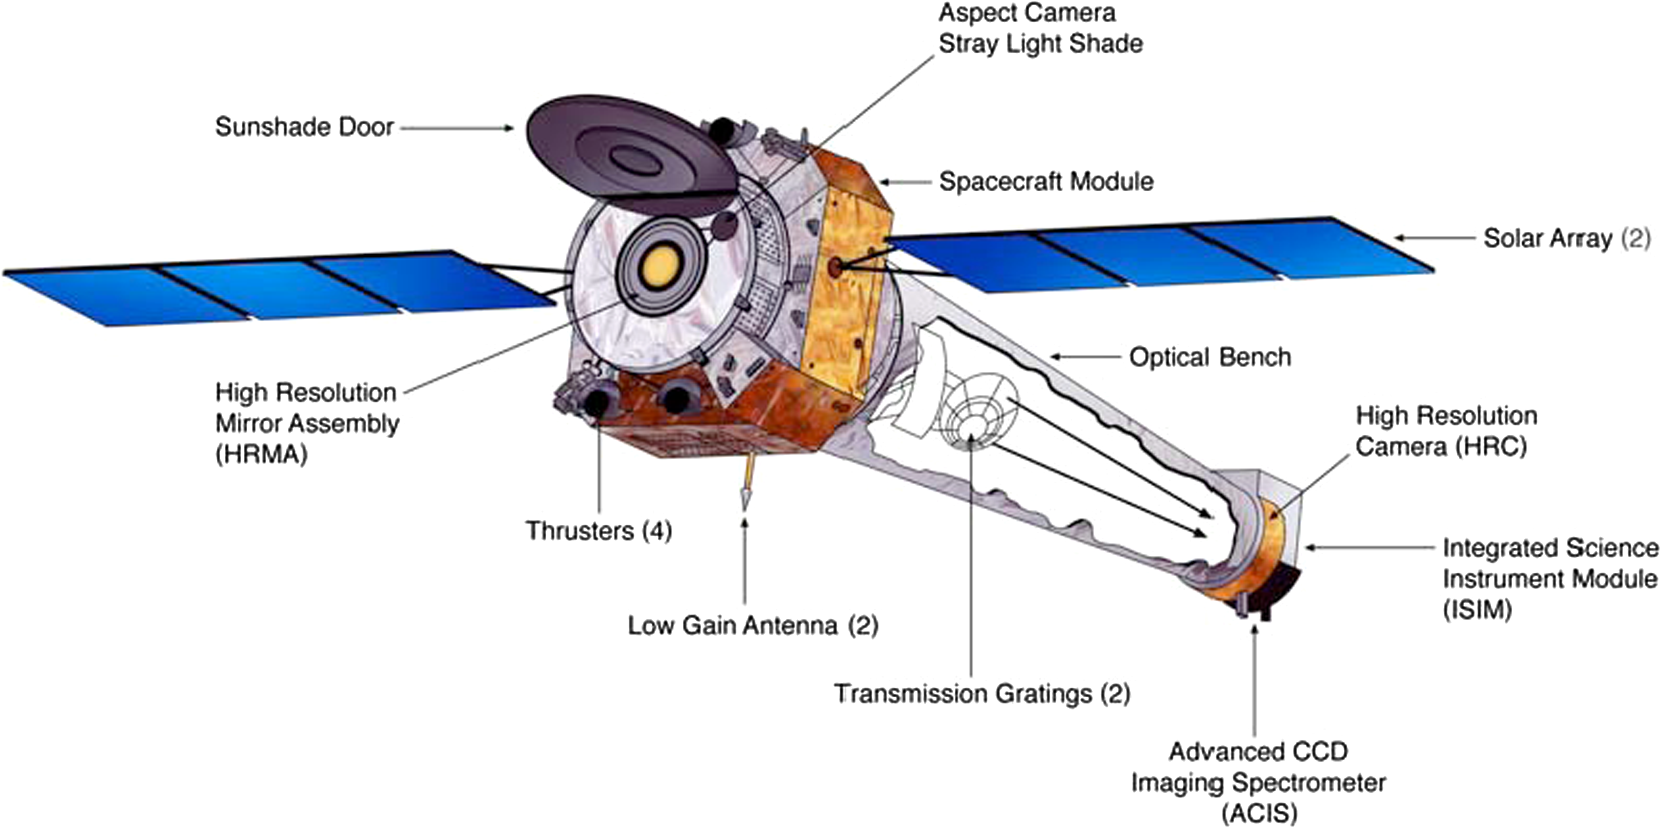 Aspect Camera
Stray Light Shade
Sunshade Door
Spacecraft Module
Solar Array (2)
Optical Bench
High Resolution
Mirror Assembly
(HRMA)
High Resolution
Camera (HRC)
Thrusters (4)
Integrated Science
Instrument Module
(ISIM)
Low Gain Antenna (2)
Transmission Gratings (2)
Advanced CCD
Imaging Spectrometer
(ACIS)